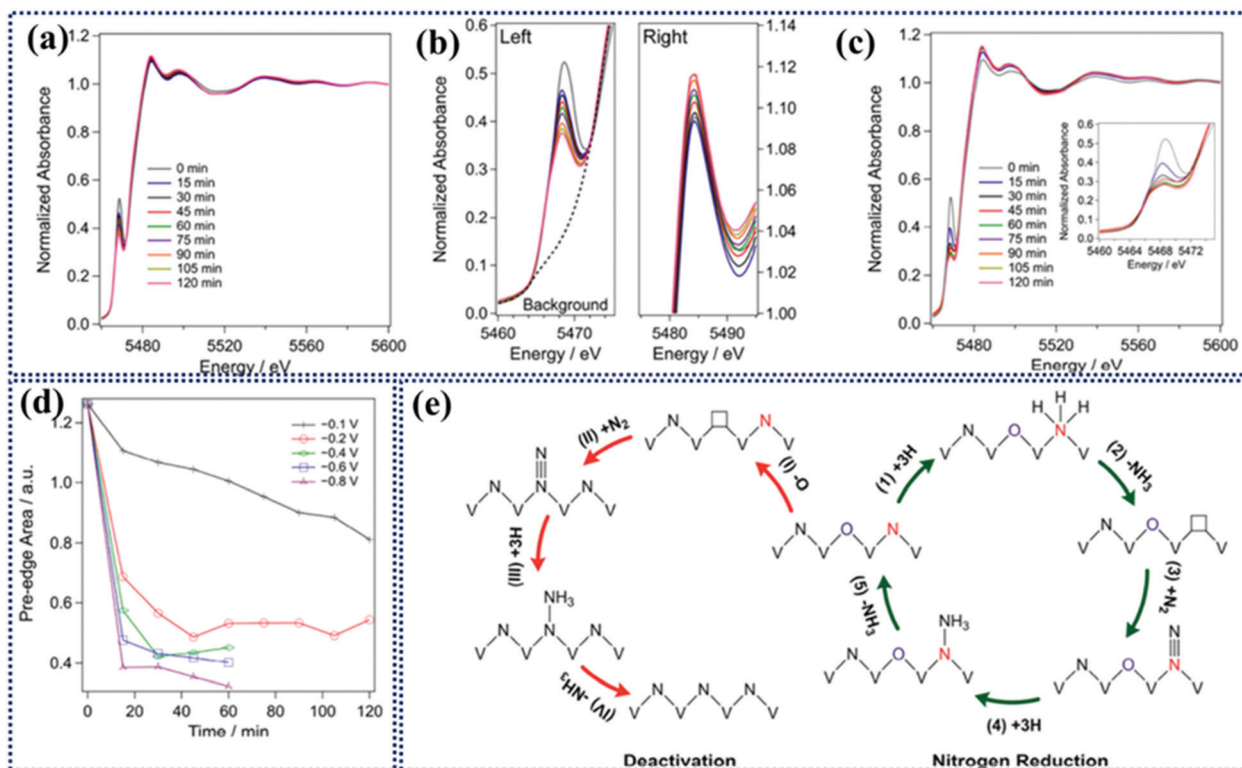 (a)
1.2
1.0
0.8
0.6
0.4
0.2
0.0
Normalized Absorbance
0 min
15 min
30 min
45 min
60 min
75 min
90 min
105 min
120 min
5480 5520 5560 5600
Energy / eV
(b)
Left
0.6
0.5
0.4
0.3
0.2
0.1
0.0
Normalized Absorbance
Background
5460 5470
Energy / eV
Right
1.14
1.12
1.10
1.08
1.06
1.04
1.02
1.00
5480 5490
Energy / eV
(c)
1.2
1.0
0.8
0.6
0.4
0.2
0.0
Normalized Absorbance
0 min
15 min
30 min
45 min
60 min
75 min
90 min
105 min
120 min
5480 5520 5560 5600
Energy / eV
0.6
0.5
0.4
0.3
0.2
0.1
0.0
Normalized Absorbance
5460 5464 5468 5472
Energy / eV
(d)
1.2
1.0
0.8
0.6
0.4
Pre-edge Area / a.u.
−0.1 V
−0.2 V
−0.4 V
−0.6 V
−0.8 V
0 20 40 60 80 100 120
Time / min
(e)
N N
V V V V
(I) -O
(II) +N₂
N
N N N
V V V V
(III) +3H
NH₃
N N N
V V V V
(IV) -NH₃
N N N
V V V V
Deactivation
N O N
V V V V
(1) +3H
H
H H
N O N
V V V V
(2) -NH₃
N O
V V V V
(3) +N₂
N
N O N
V V V V
(4) +3H
NH₃
N O N
V V V V
(5) -NH₃
Nitrogen Reduction